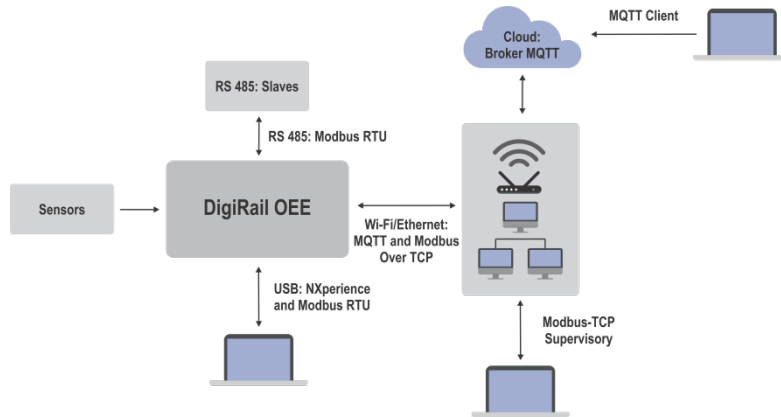 MQTT Client
Cloud:
Broker MQTT
RS 485: Slaves
RS 485: Modbus RTU
Sensors
DigiRail OEE
Wi-Fi/Ethernet:
MQTT and Modbus
Over TCP
USB: NXperience
and Modbus RTU
Modbus-TCP
Supervisory